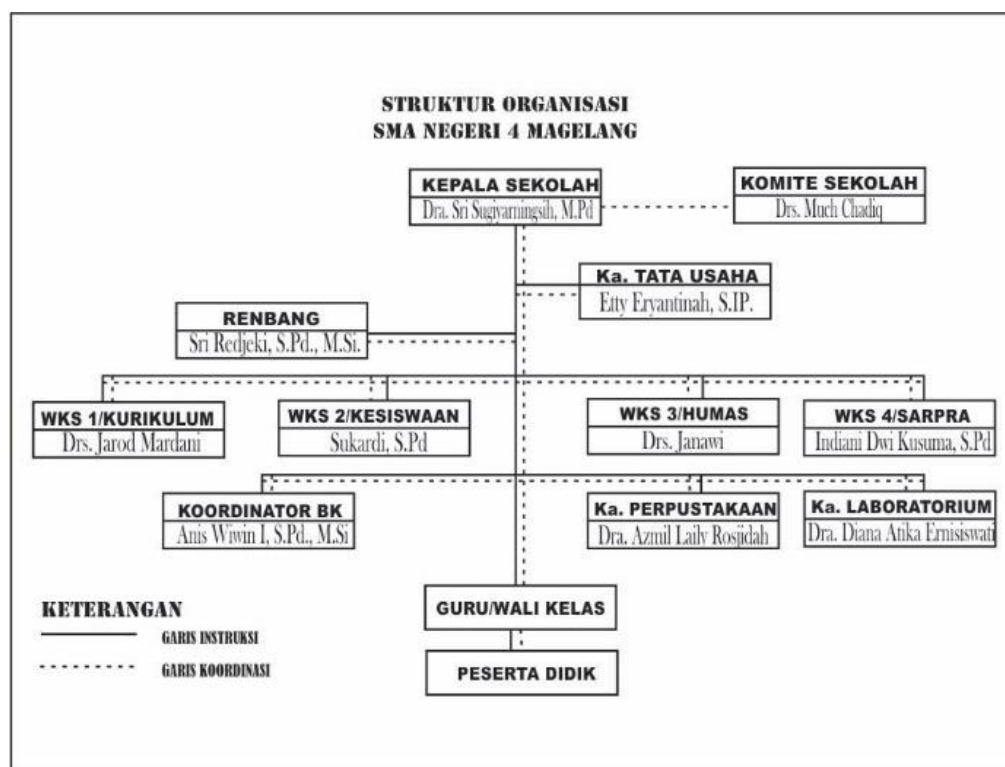 STRUKTUR ORGANISASI
SMA NEGERI 4 MAGELANG
KEPALA SEKOLAH
Dra. Sri Sugiyarningsih, M.Pd
KOMITE SEKOLAH
Drs. Much Chadiq
Ka. TATA USAHA
Etty Eryantinah, S.IP.
RENBANG
Sri Redjeki, S.Pd., M.Si.
WKS 1/KURIKULUM
Drs. Jarod Mardani
WKS 2/KESISWAAN
Sukardi, S.Pd
WKS 3/HUMAS
Drs. Janawi
WKS 4/SARPRA
Indiani Dwi Kusuma, S.Pd
KOORDINATOR BK
Anis Wiwin I, S.Pd., M.Si
Ka. PERPUSTAKAAN
Dra. Azmil Laily Rosjidah
Ka. LABORATORIUM
Dra. Diana Atika Ernisiswati
GURU/WALI KELAS
PESERTA DIDIK
KETERANGAN
GARIS INSTRUKSI
GARIS KOORDINASI